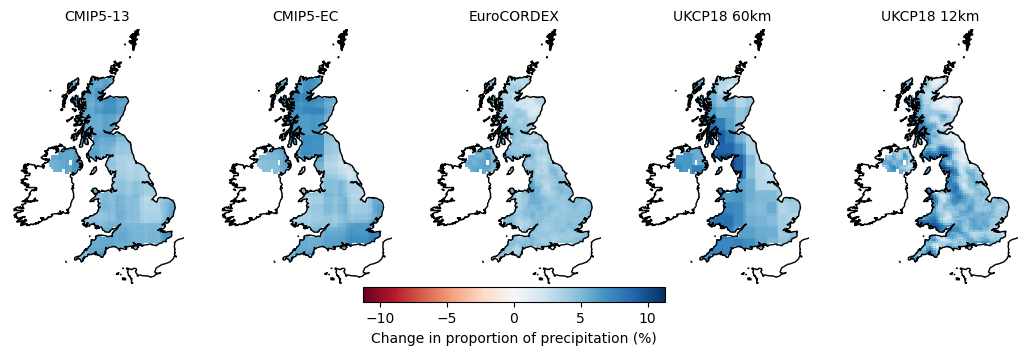 CMIP5-13 CMIP5-EC EuroCORDEX UKCP18 60km UKCP18 12km
−10 −5 0 5 10
Change in proportion of precipitation (%)